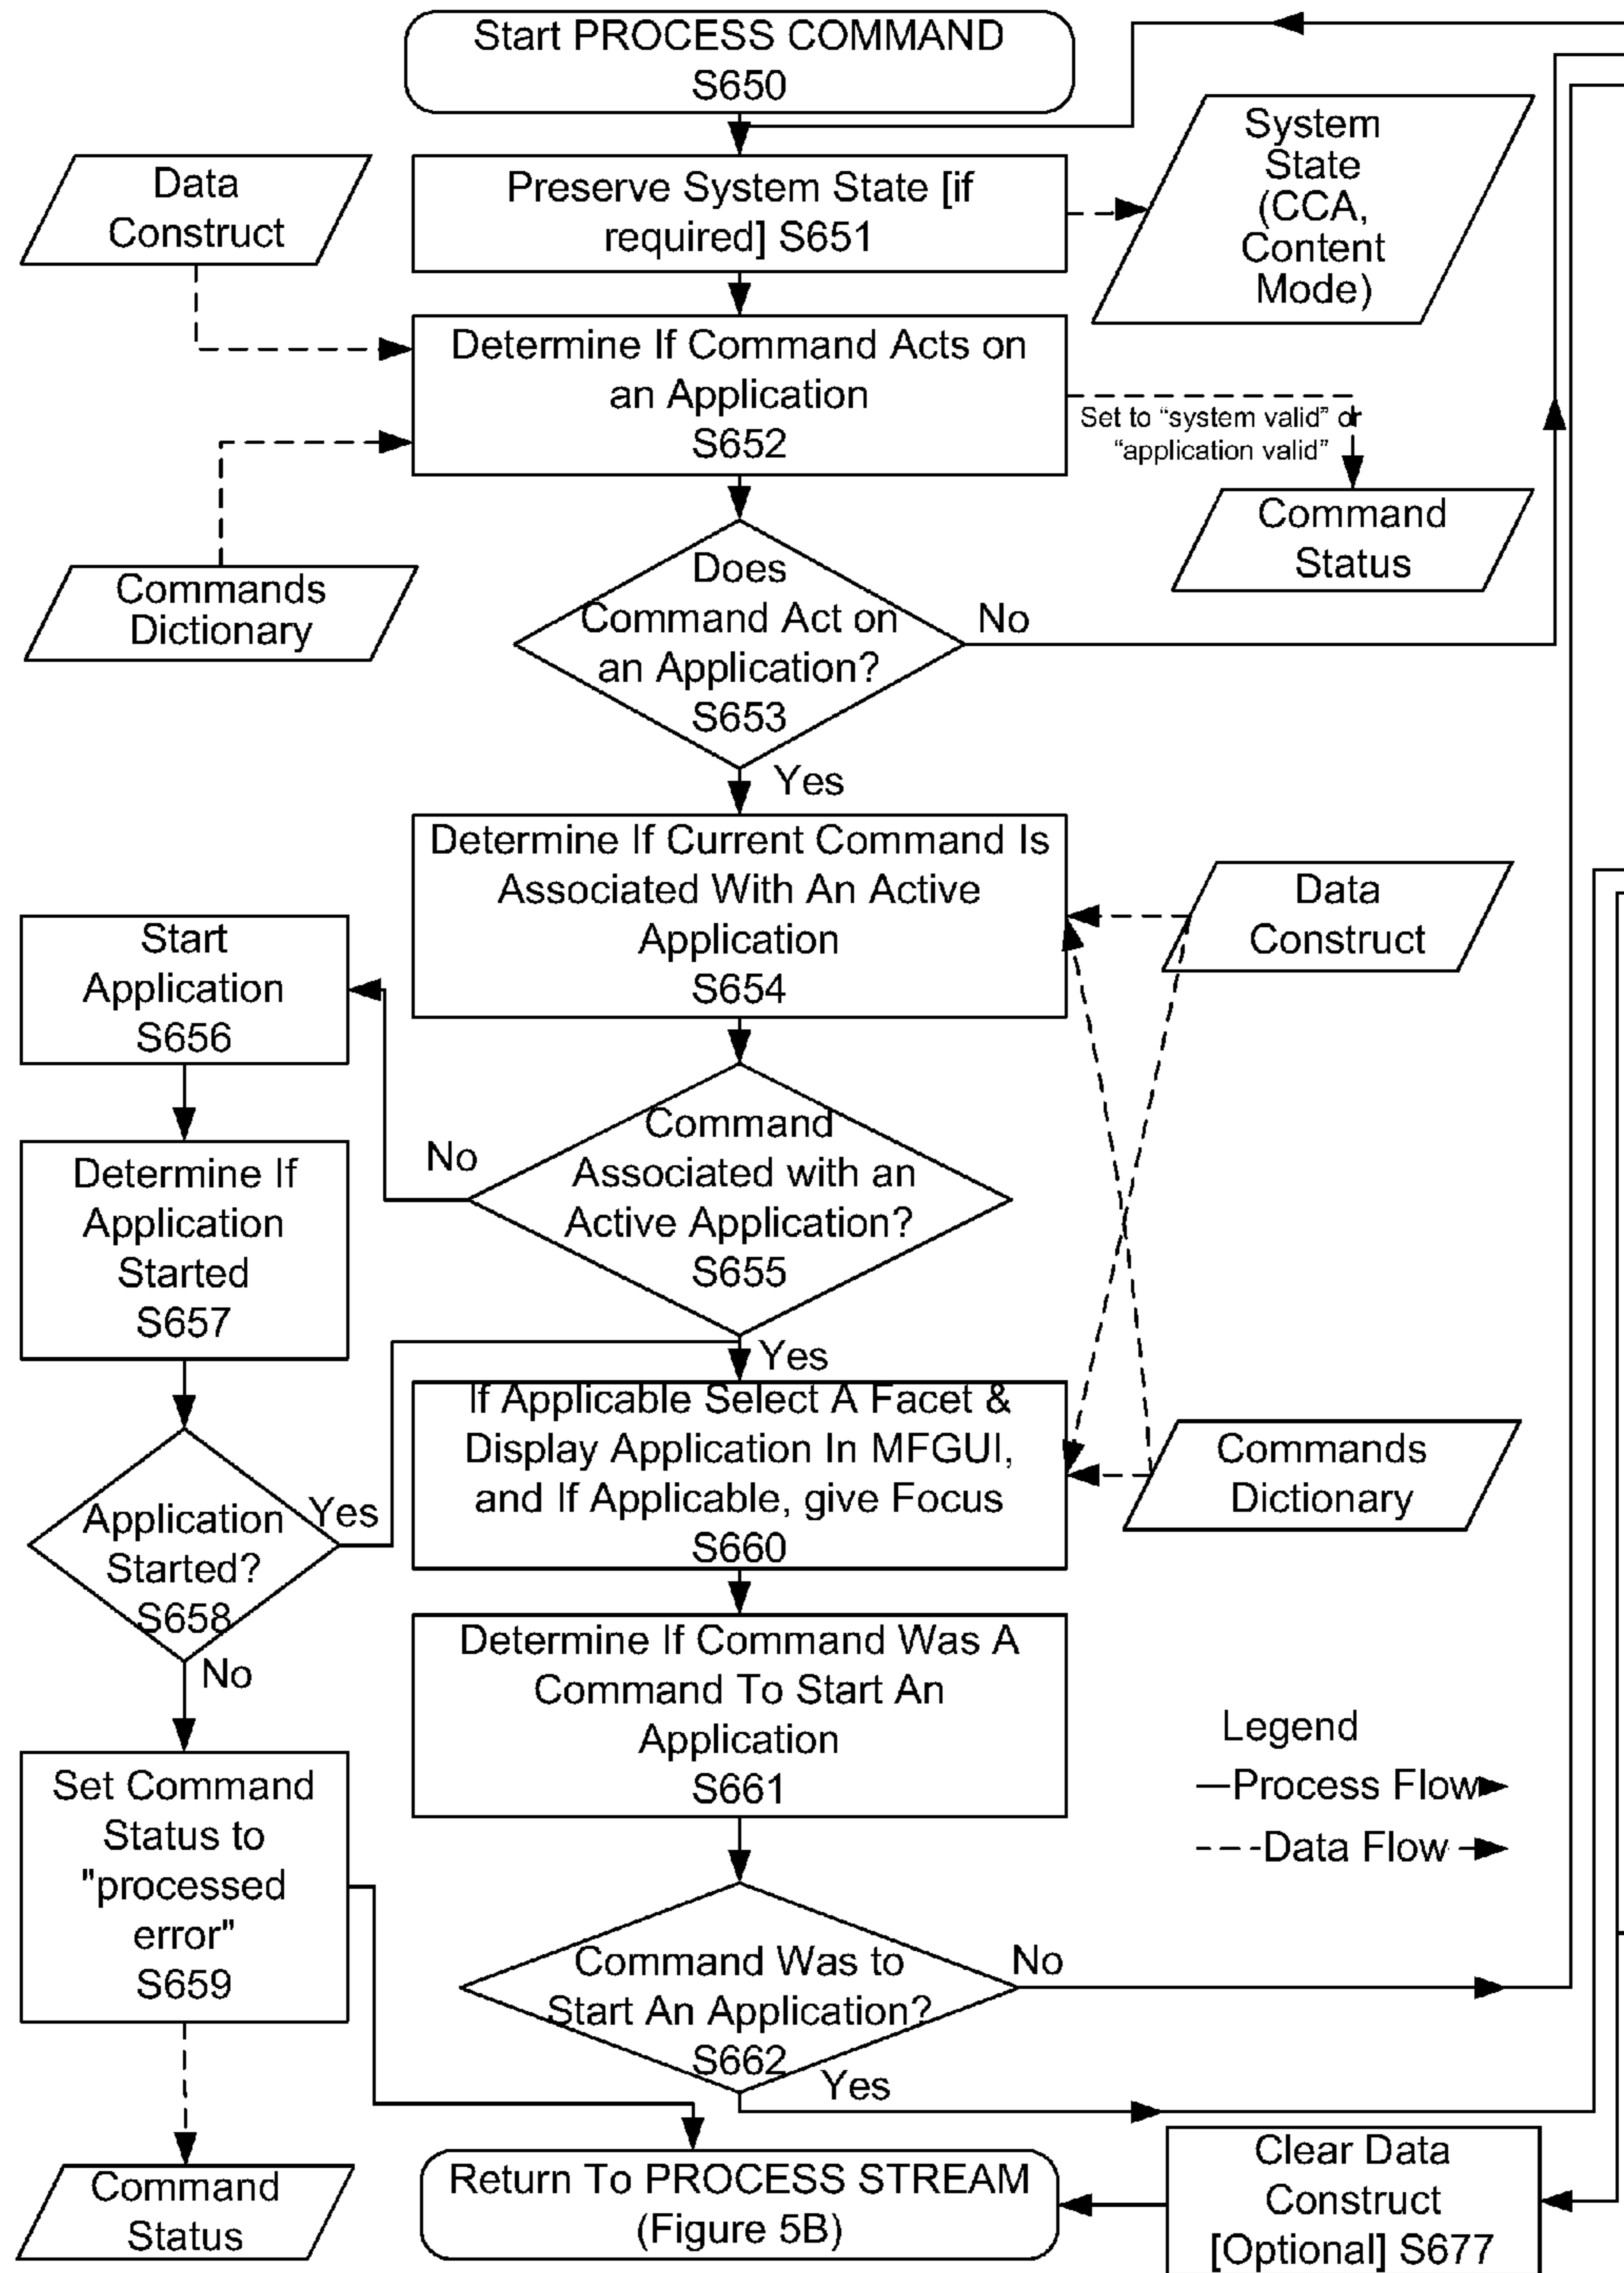 Start PROCESS COMMAND
S650
System
State
(CCA,
Content
Mode)
Data
Construct
Preserve System State [if
required] S651
Determine If Command Acts on
an Application
S652
Set to “system valid” or
“application valid”
Command
Status
Commands
Dictionary
Does
Command Act on
an Application?
S653
No
Yes
Determine If Current Command Is
Associated With An Active
Application
S654
Data
Construct
Start
Application
S656
Determine If
Application
Started
S657
No
Command
Associated with an
Active Application?
S655
Yes
If Applicable Select A Facet &
Display Application In MFGUI,
and If Applicable, give Focus
S660
Commands
Dictionary
Application
Started?
S658
Yes
No
Determine If Command Was A
Command To Start An
Application
S661
Legend
Process Flow
Data Flow
Set Command
Status to
"processed
error"
S659
Command Was to
Start An Application?
S662
No
Yes
Command
Status
Return To PROCESS STREAM
(Figure 5B)
Clear Data
Construct
[Optional] S677